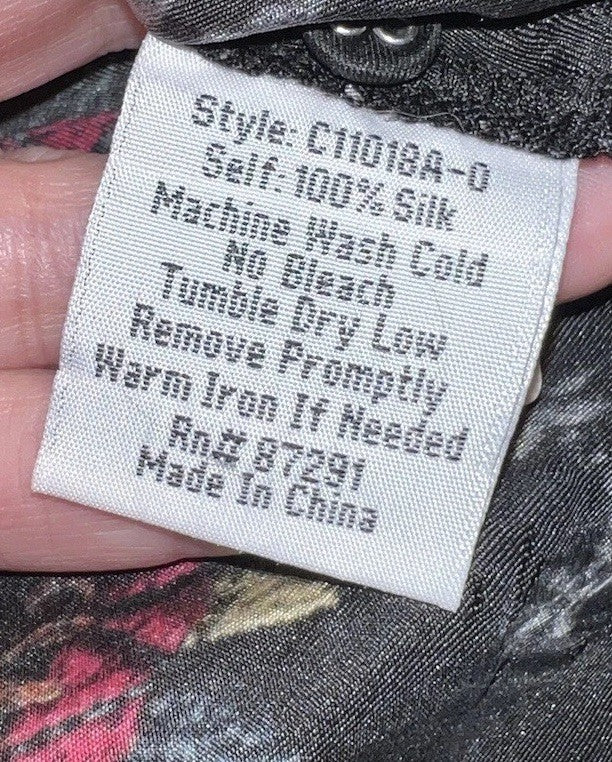 Style: C11018A-0
Self: 100% Silk
Machine Wash Cold
No Bleach
Tumble Dry Low
Remove Promptly
Warm Iron If Needed
Rn# 87291
Made In China